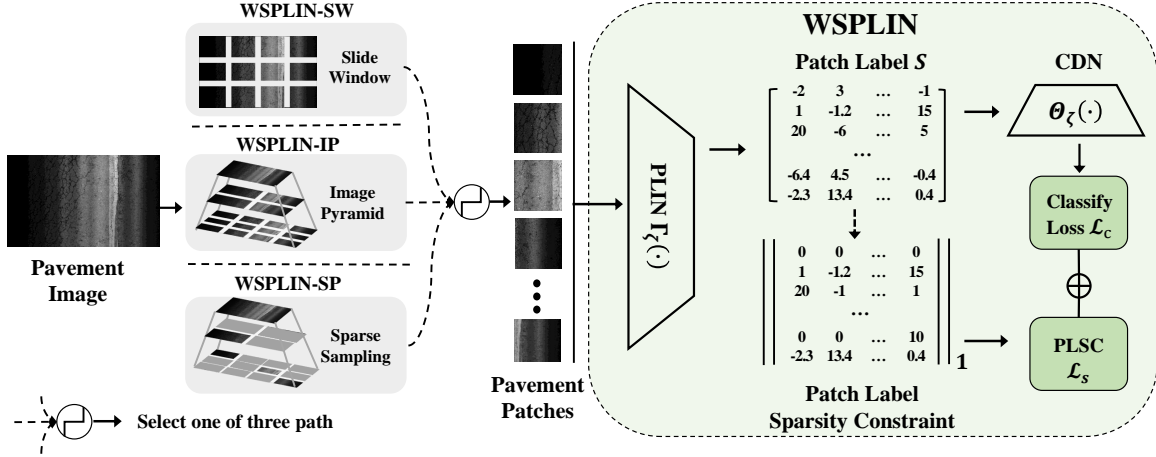 WSPLIN-SW
Slide
Window
WSPLIN-IP
Image
Pyramid
WSPLIN-SP
Sparse
Sampling
Pavement
Image
Select one of three path
Pavement
Patches
WSPLIN
PLIN Γξ(·)
Patch Label S
-2 3 … -1
1 -1.2 … 15
20 -6 … 5
…
-6.4 4.5 … -0.4
-2.3 13.4 … 0.4
0 0 … 0
1 -1.2 … 15
20 -1 … 1
…
0 0 … 10
-2.3 13.4 … 0.4
1
Patch Label
Sparsity Constraint
CDN
Θζ(·)
Classify
Loss ℒc
PLSC
ℒs